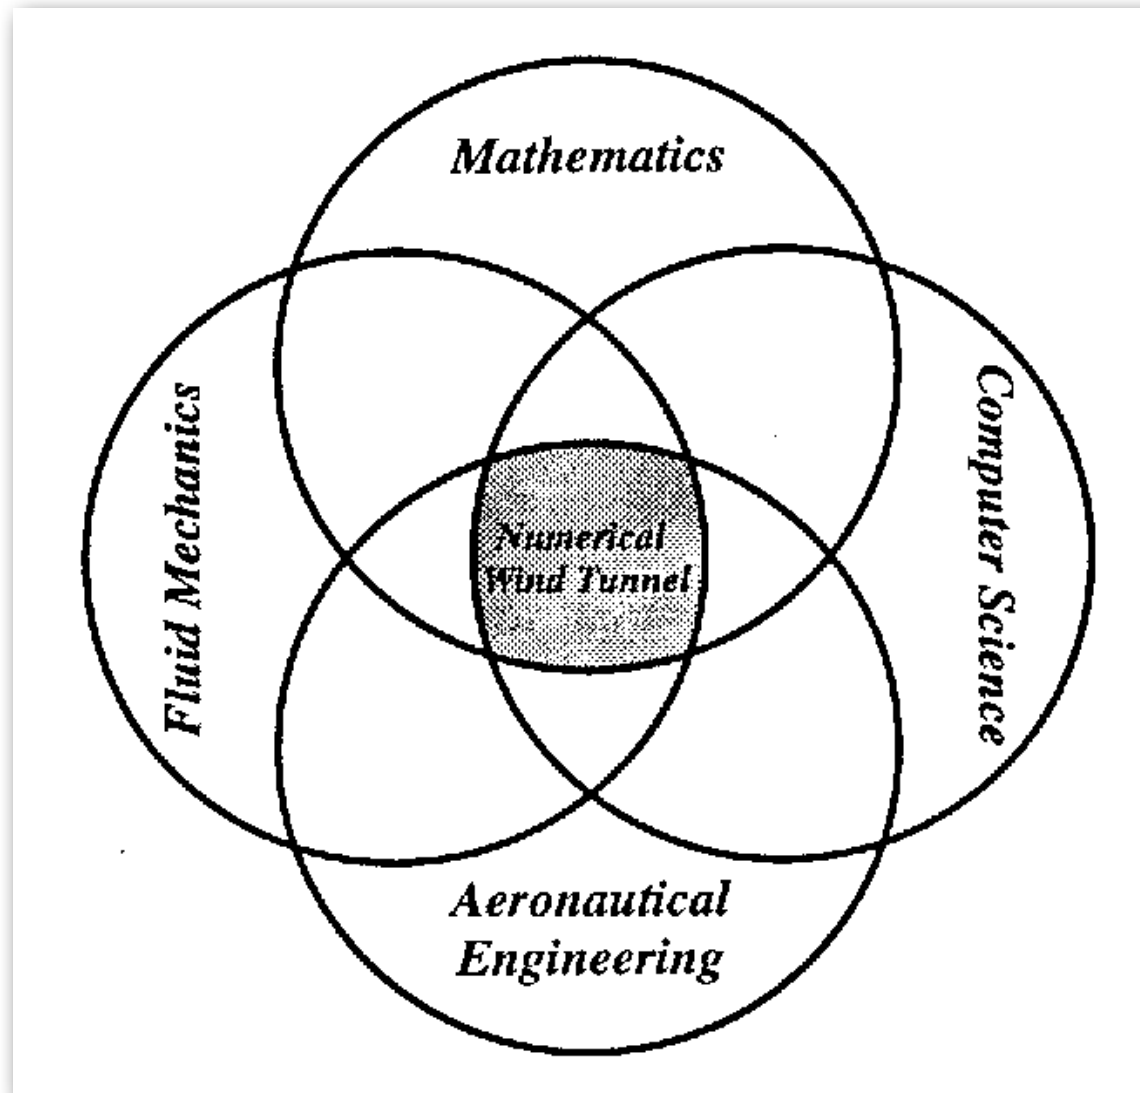 Mathematics
Fluid Mechanics
Computer Science
Numerical
Wind Tunnel
Aeronautical
Engineering